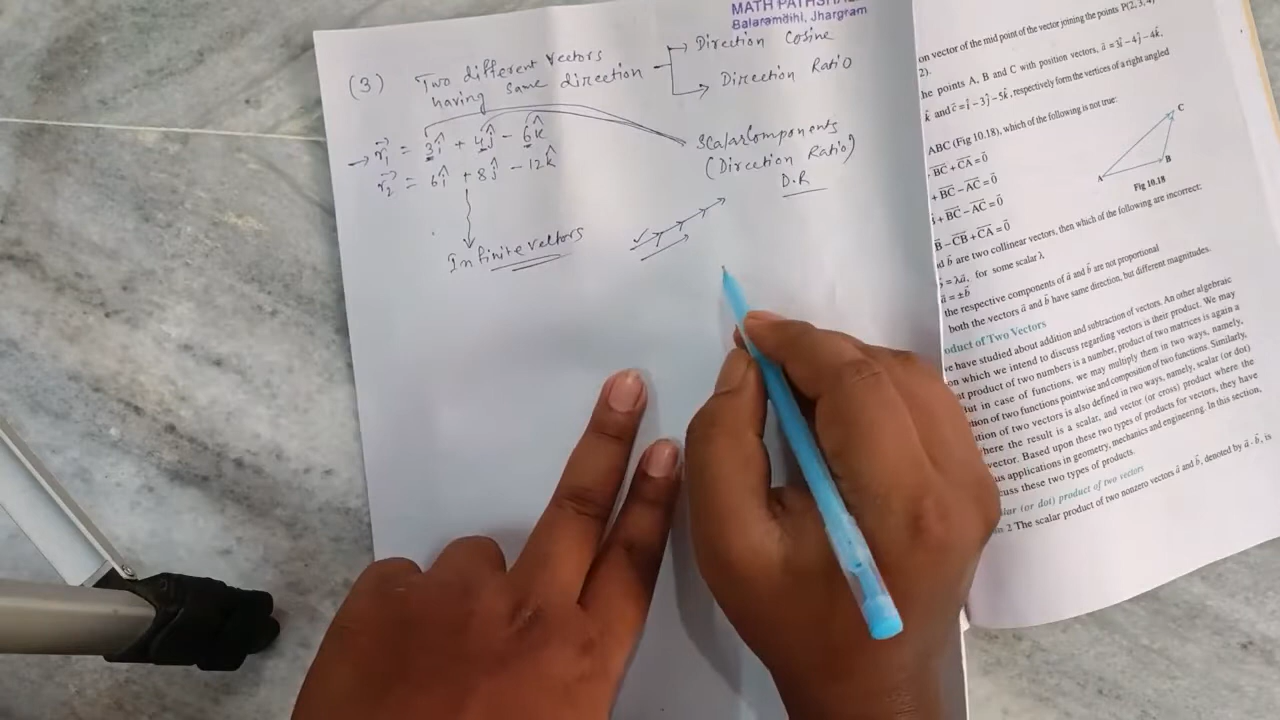 MATH PATHSHALA
Balaramdihi, Jhargram
(3) Two different vectors
having same direction
Direction Cosine
Direction Ratio
→ r₁⃗ = 3î + 4ĵ - 6k̂
r₂⃗ = 6î + 8ĵ - 12k̂
Scalar Components
(Direction Ratio)
D.R
Infinite vectors
on vector of the mid point of the vector joining the points P(2, 3, 4)
2).
he points A, B and C with position vectors, a⃗ = 3î – 4ĵ – 4k̂,
k̂ and c⃗ = î – 3ĵ – 5k̂, respectively form the vertices of a right angled
ABC (Fig 10.18), which of the following is not true:
BC⃗ + CA⃗ = 0⃗
+ BC⃗ – AC⃗ = 0⃗
+ BC⃗ – AC⃗ = 0⃗
B⃗ – CB⃗ + CA⃗ = 0⃗
A
B
C
Fig 10.18
d b⃗ are two collinear vectors, then which of the following are incorrect:
= λa⃗, for some scalar λ
a⃗ = ±b⃗
the respective components of a⃗ and b⃗ are not proportional
both the vectors a⃗ and b⃗ have same direction, but different magnitudes.
oduct of Two Vectors
ve have studied about addition and subtraction of vectors. An other algebraic
on which we intend to discuss regarding vectors is their product. We may
at product of two numbers is a number, product of two matrices is again a
ut in case of functions, we may multiply them in two ways, namely,
tion of two functions pointwise and composition of two functions. Similarly,
ation of two vectors is also defined in two ways, namely, scalar (or dot)
here the result is a scalar, and vector (or cross) product where the
vector. Based upon these two types of products for vectors, they have
us applications in geometry, mechanics and engineering. In this section,
cuss these two types of products.
lar (or dot) product of two vectors
n 2 The scalar product of two nonzero vectors a⃗ and b⃗, denoted by a⃗ · b⃗, is